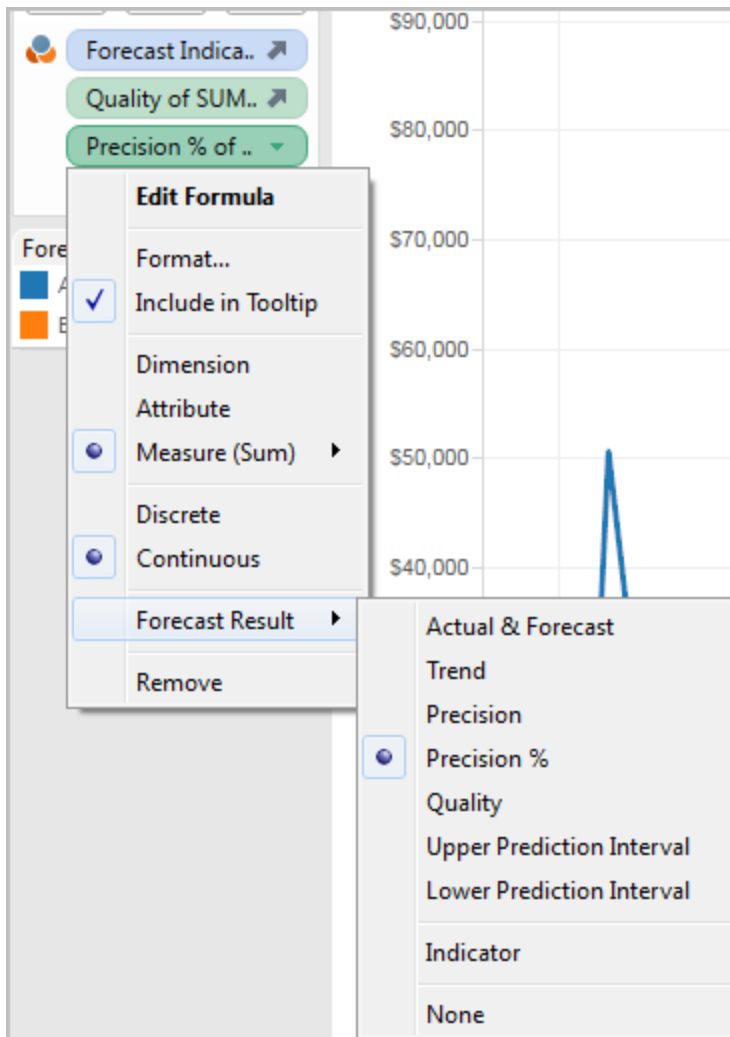 Forecast Indica..
Quality of SUM..
Precision % of ..
Fore
A
E
Edit Formula
Format...
Include in Tooltip
Dimension
Attribute
Measure (Sum)
Discrete
Continuous
Forecast Result
Remove
Actual & Forecast
Trend
Precision
Precision %
Quality
Upper Prediction Interval
Lower Prediction Interval
Indicator
None
$90,000
$80,000
$70,000
$60,000
$50,000
$40,000